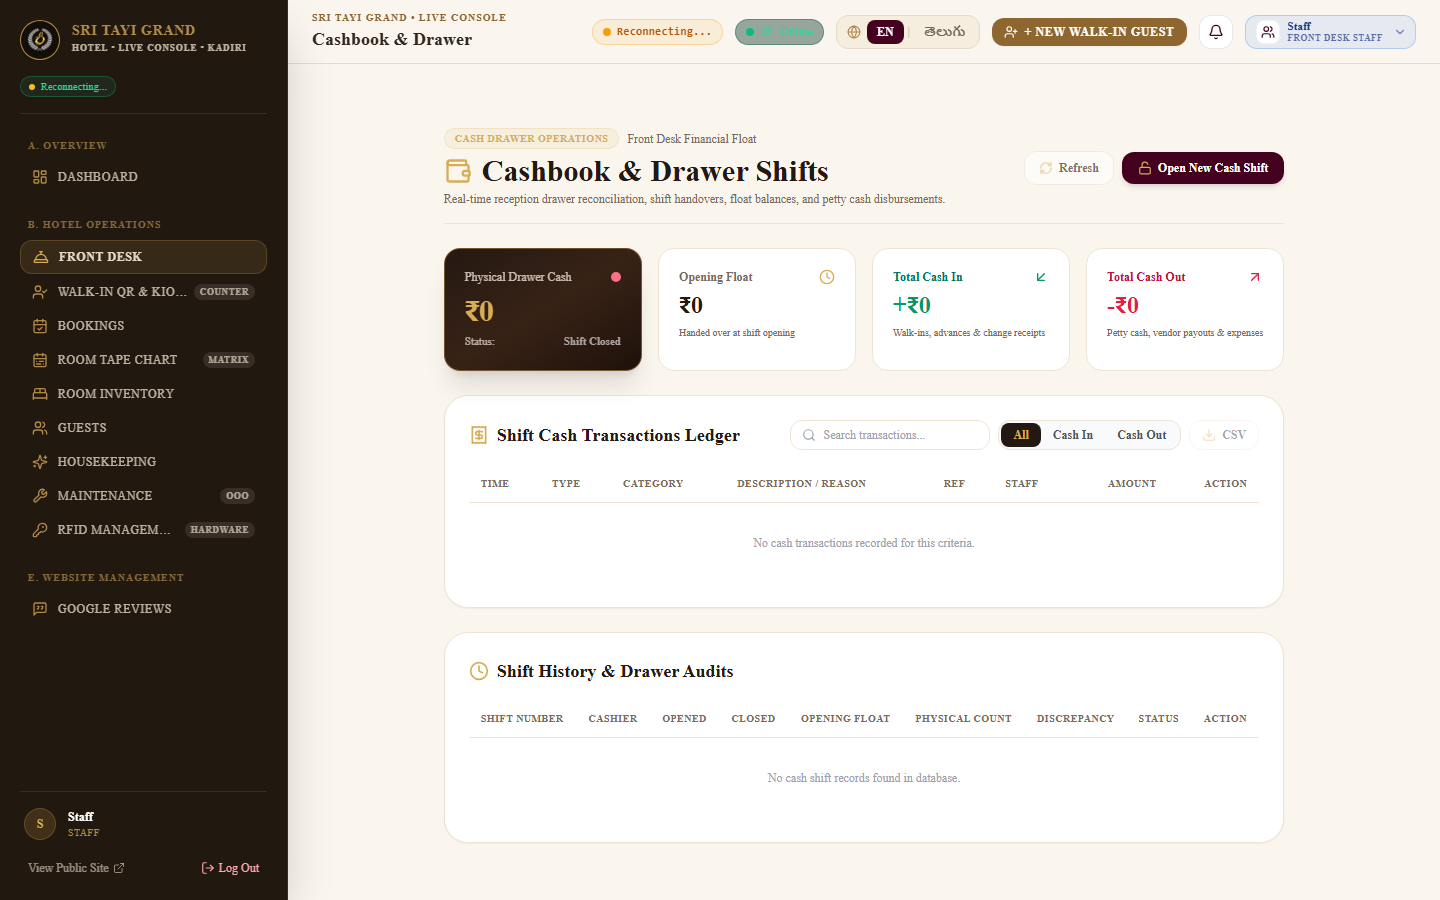 SRI TAYI GRAND
HOTEL • LIVE CONSOLE • KADIRI
Reconnecting...
A. OVERVIEW
DASHBOARD
B. HOTEL OPERATIONS
FRONT DESK
WALK-IN QR & KIO... COUNTER
BOOKINGS
ROOM TAPE CHART MATRIX
ROOM INVENTORY
GUESTS
HOUSEKEEPING
MAINTENANCE OOO
RFID MANAGEM... HARDWARE
E. WEBSITE MANAGEMENT
GOOGLE REVIEWS
S
Staff
STAFF
View Public Site
Log Out
SRI TAYI GRAND • LIVE CONSOLE
Cashbook & Drawer
Reconnecting...
EN
తెలుగు
+ NEW WALK-IN GUEST
Staff
FRONT DESK STAFF
CASH DRAWER OPERATIONS Front Desk Financial Float
Cashbook & Drawer Shifts
Real-time reception drawer reconciliation, shift handovers, float balances, and petty cash disbursements.
Refresh
Open New Cash Shift
Physical Drawer Cash
₹0
Status: Shift Closed
Opening Float
₹0
Handed over at shift opening
Total Cash In
+₹0
Walk-ins, advances & change receipts
Total Cash Out
-₹0
Petty cash, vendor payouts & expenses
Shift Cash Transactions Ledger
Search transactions...
All Cash In Cash Out
CSV
TIME TYPE CATEGORY DESCRIPTION / REASON REF STAFF AMOUNT ACTION
No cash transactions recorded for this criteria.
Shift History & Drawer Audits
SHIFT NUMBER CASHIER OPENED CLOSED OPENING FLOAT PHYSICAL COUNT DISCREPANCY STATUS ACTION
No cash shift records found in database.